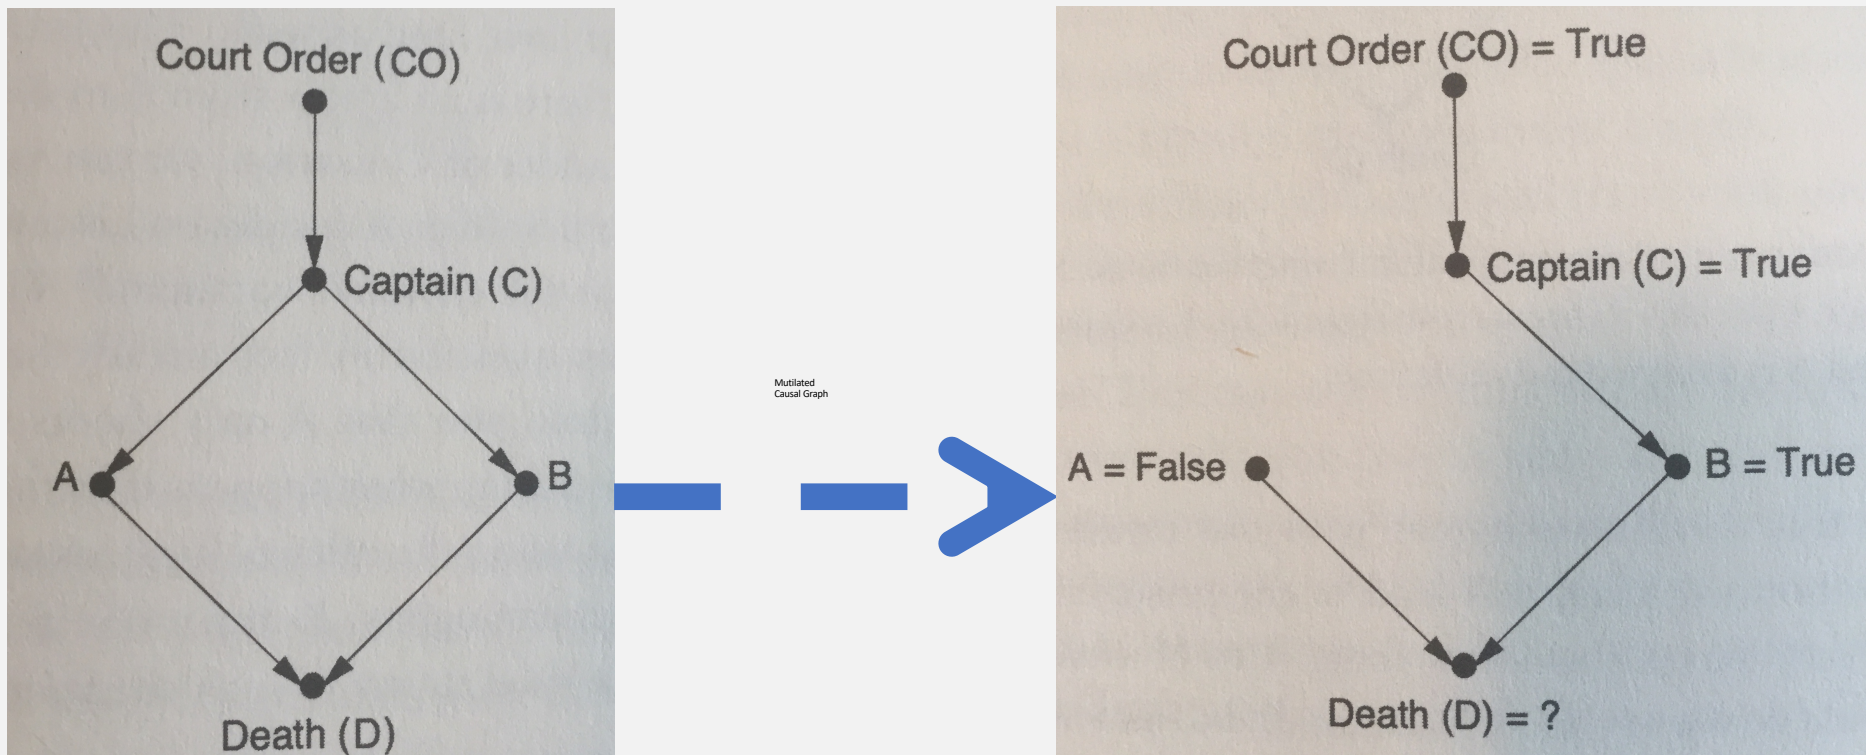 Court Order (CO)
Captain (C)
A
B
Death (D)
Mutilated
Causal Graph
Court Order (CO) = True
Captain (C) = True
A = False
B = True
Death (D) = ?